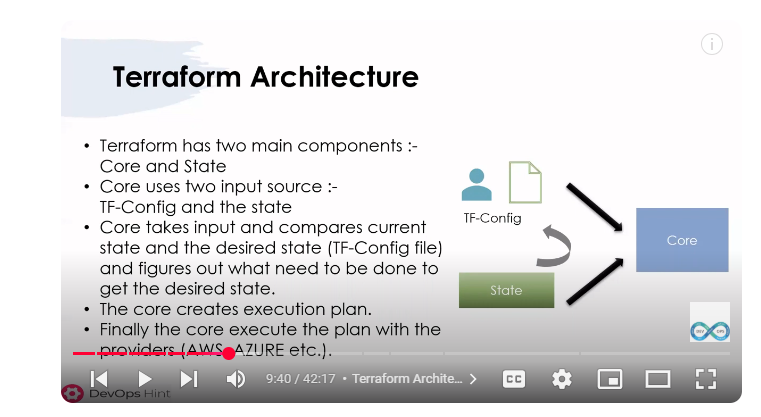 Terraform Architecture
• Terraform has two main components :-
Core and State
• Core uses two input source :-
TF-Config and the state
• Core takes input and compares current
state and the desired state (TF-Config file)
and figures out what need to be done to
get the desired state.
• The core creates execution plan.
• Finally the core execute the plan with the
providers (AWS, AZURE etc.).
TF-Config
State
Core
DEV OPS
9:40 / 42:17 • Terraform Archite...
CC
DevOps Hint